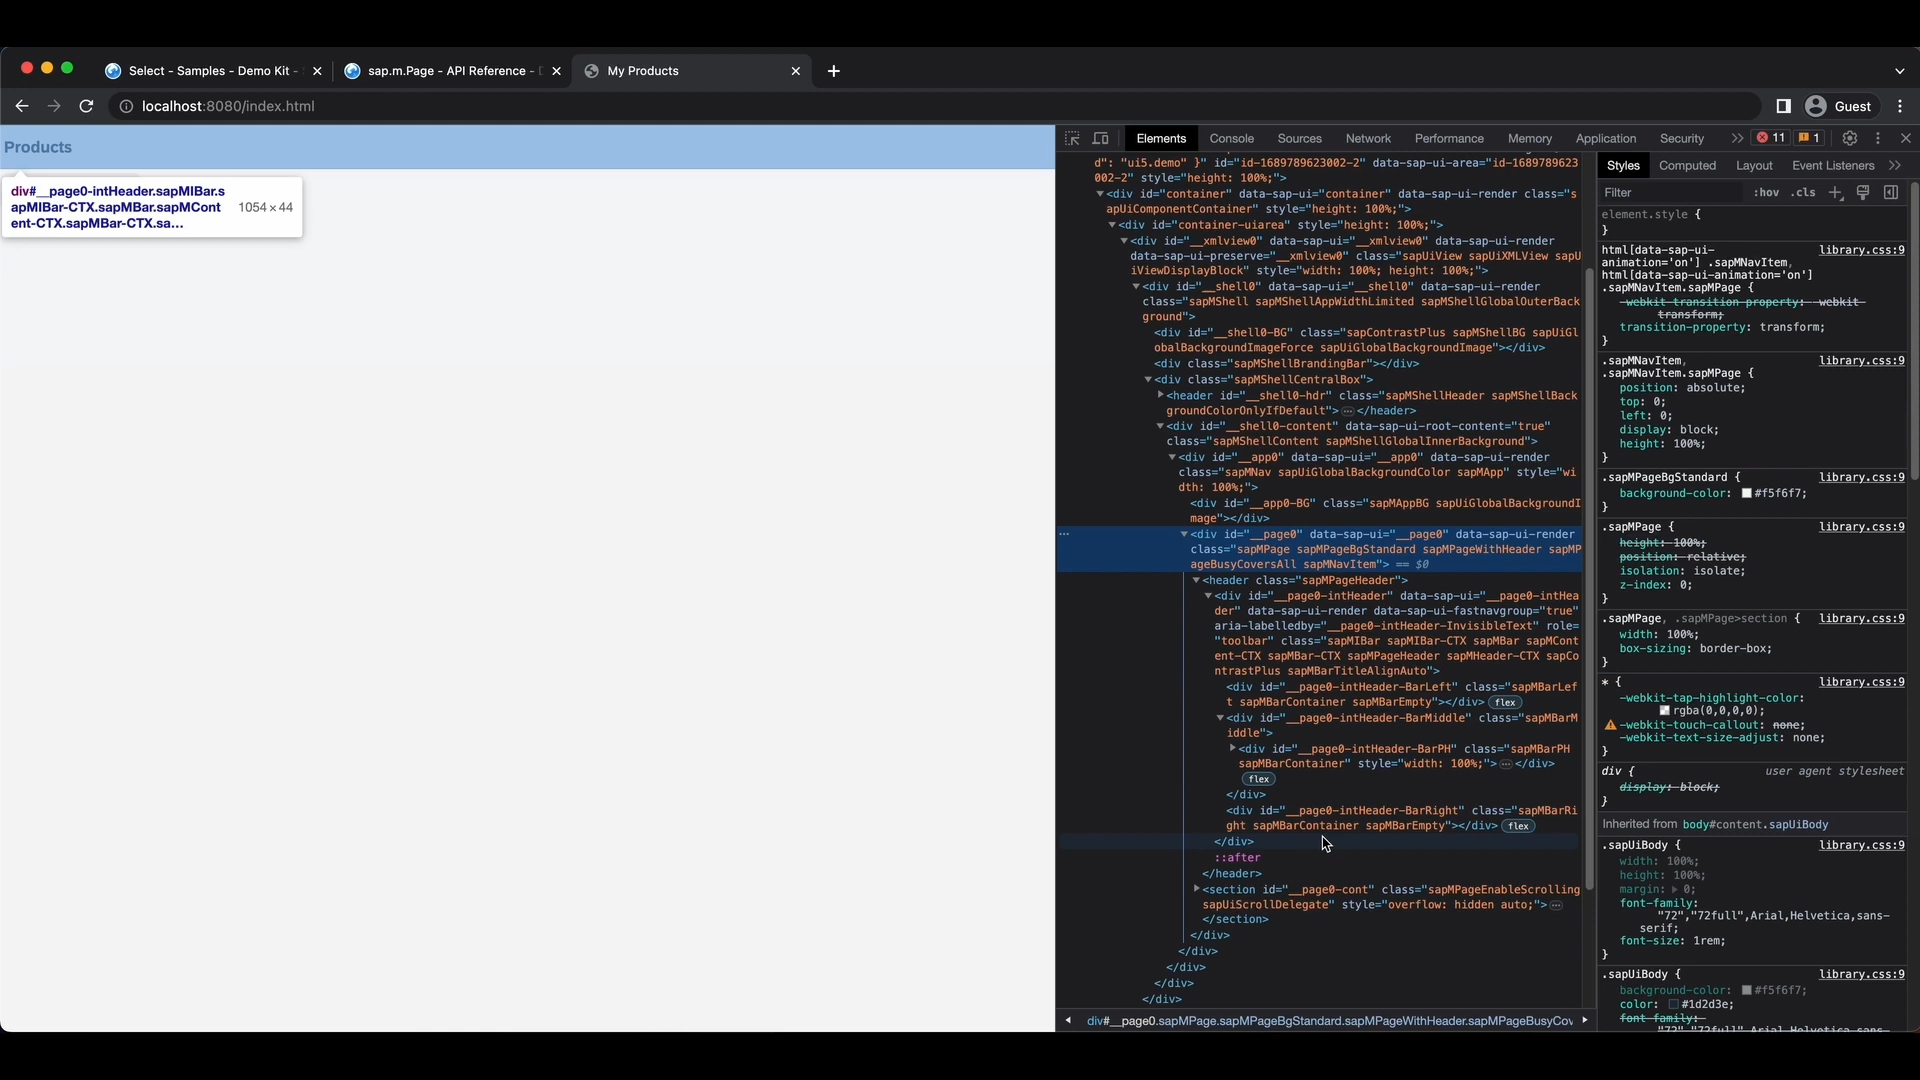 Select - Samples - Demo Kit -
sap.m.Page - API Reference -
My Products
localhost:8080/index.html
Guest
Products
div#__page0-intHeader.sapMIBar.s
apMIBar-CTX.sapMBar.sapMCont
ent-CTX.sapMBar-CTX.sa...
1054 × 44
Elements
Console
Sources
Network
Performance
Memory
Application
Security
11
1
d": "ui5.demo" }" id="id-1689789623002-2" data-sap-ui-area="id-1689789623
002-2" style="height: 100%;">
<div id="container" data-sap-ui="container" data-sap-ui-render class="s
apUiComponentContainer" style="height: 100%;">
<div id="container-uiarea" style="height: 100%;">
<div id="__xmlview0" data-sap-ui="__xmlview0" data-sap-ui-render
data-sap-ui-preserve="__xmlview0" class="sapUiView sapUiXMLView sapU
iViewDisplayBlock" style="width: 100%; height: 100%;">
<div id="__shell0" data-sap-ui="__shell0" data-sap-ui-render
class="sapMShell sapMShellAppWidthLimited sapMShellGlobalOuterBack
ground">
<div id="__shell0-BG" class="sapContrastPlus sapMShellBG sapUiGl
obalBackgroundImageForce sapUiGlobalBackgroundImage"></div>
<div class="sapMShellBrandingBar"></div>
<div class="sapMShellCentralBox">
<header id="__shell0-hdr" class="sapMShellHeader sapMShellBack
groundColorOnlyIfDefault">…</header>
<div id="__shell0-content" data-sap-ui-root-content="true"
class="sapMShellContent sapMShellGlobalInnerBackground">
<div id="__app0" data-sap-ui="__app0" data-sap-ui-render
class="sapMNav sapUiGlobalBackgroundColor sapMApp" style="wi
dth: 100%;">
<div id="__app0-BG" class="sapMAppBG sapUiGlobalBackgroundI
mage"></div>
<div id="__page0" data-sap-ui="__page0" data-sap-ui-render
class="sapMPage sapMPageBgStandard sapMPageWithHeader sapMP
ageBusyCoversAll sapMNavItem"> == $0
<header class="sapMPageHeader">
<div id="__page0-intHeader" data-sap-ui="__page0-intHea
der" data-sap-ui-render data-sap-ui-fastnavgroup="true"
aria-labelledby="__page0-intHeader-InvisibleText" role=
"toolbar" class="sapMIBar sapMIBar-CTX sapMBar sapMCont
ent-CTX sapMBar-CTX sapMPageHeader sapMHeader-CTX sapCo
ntrastPlus sapMBarTitleAlignAuto">
<div id="__page0-intHeader-BarLeft" class="sapMBarLef
t sapMBarContainer sapMBarEmpty"></div> flex
<div id="__page0-intHeader-BarMiddle" class="sapMBarM
iddle">
<div id="__page0-intHeader-BarPH" class="sapMBarPH
sapMBarContainer" style="width: 100%;">…</div>
flex
</div>
<div id="__page0-intHeader-BarRight" class="sapMBarRi
ght sapMBarContainer sapMBarEmpty"></div> flex
</div>
::after
</header>
<section id="__page0-cont" class="sapMPageEnableScrolling
sapUiScrollDelegate" style="overflow: hidden auto;">…
</section>
</div>
</div>
</div>
</div>
</div>
div#__page0.sapMPage.sapMPageBgStandard.sapMPageWithHeader.sapMPageBusyCov
Styles
Computed
Layout
Event Listeners
Filter
:hov
.cls
element.style {
}
html[data-sap-ui- library.css:9
animation='on'] .sapMNavItem,
html[data-sap-ui-animation='on']
.sapMNavItem.sapMPage {
-webkit-transition-property: -webkit-
transform;
transition-property: transform;
}
.sapMNavItem, library.css:9
.sapMNavItem.sapMPage {
position: absolute;
top: 0;
left: 0;
display: block;
height: 100%;
}
.sapMPageBgStandard { library.css:9
background-color: #f5f6f7;
}
.sapMPage { library.css:9
height: 100%;
position: relative;
isolation: isolate;
z-index: 0;
}
.sapMPage, .sapMPage>section { library.css:9
width: 100%;
box-sizing: border-box;
}
* { library.css:9
-webkit-tap-highlight-color:
rgba(0,0,0,0);
-webkit-touch-callout: none;
-webkit-text-size-adjust: none;
}
div { user agent stylesheet
display: block;
}
Inherited from body#content.sapUiBody
.sapUiBody { library.css:9
width: 100%;
height: 100%;
margin: 0;
font-family:
"72","72full",Arial,Helvetica,sans-
serif;
font-size: 1rem;
}
.sapUiBody { library.css:9
background-color: #f5f6f7;
color: #1d2d3e;
font-family: